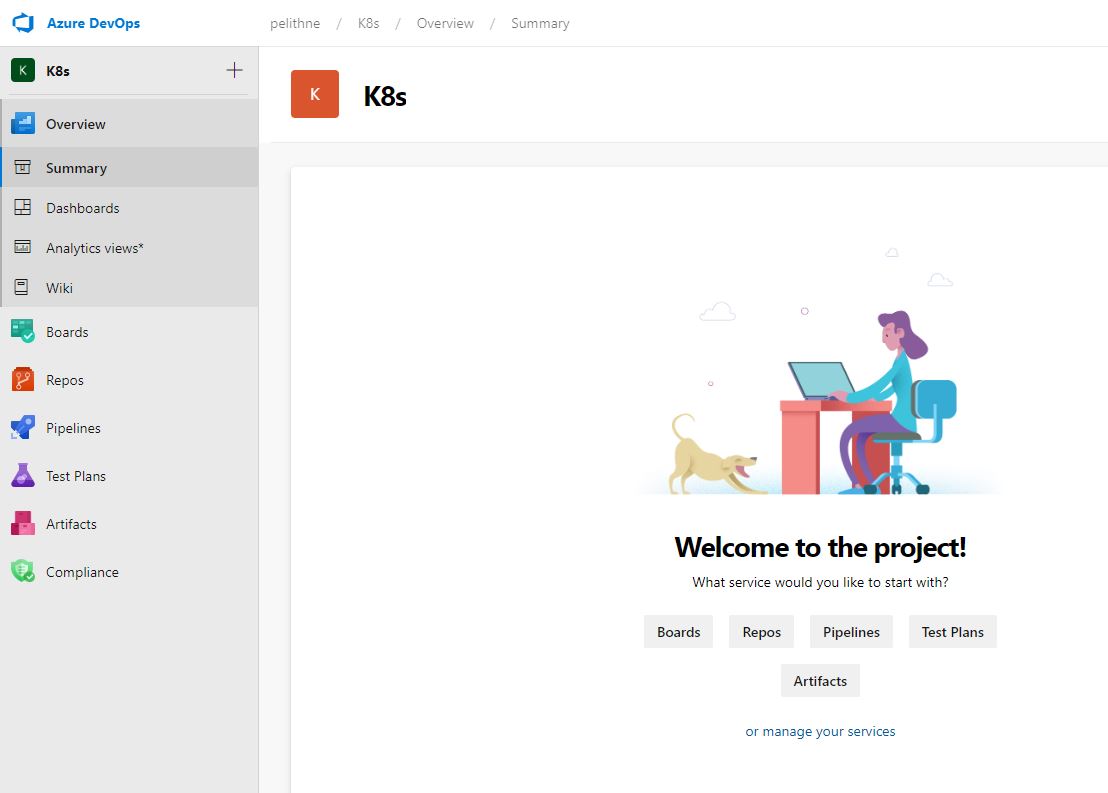 Azure DevOps
pelithne / K8s / Overview / Summary
K K8s +
K K8s
Overview
Summary
Dashboards
Analytics views*
Wiki
Boards
Repos
Pipelines
Test Plans
Artifacts
Compliance
Welcome to the project!
What service would you like to start with?
Boards Repos Pipelines Test Plans
Artifacts
or manage your services